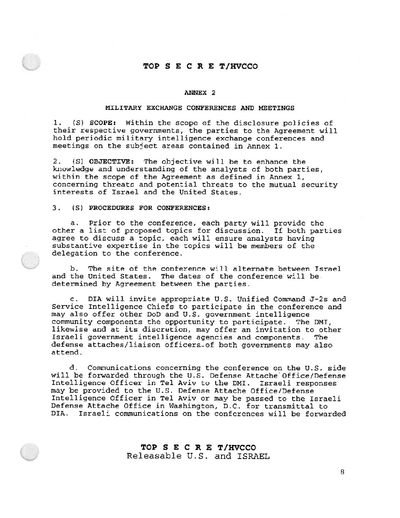 TOP S E C R E T/HVCCO
ANNEX 2
MILITARY EXCHANGE CONFERENCES AND MEETINGS
1. (S) SCOPE: Within the scope of the disclosure policies of
their respective governments, the parties to the Agreement will
hold periodic military intelligence exchange conferences and
meetings on the subject areas contained in Annex 1.
2. (S) OBJECTIVE: The objective will be to enhance the
knowledge and understanding of the analysts of both parties,
within the scope of the Agreement as defined in Annex 1,
concerning threats and potential threats to the mutual security
interests of Israel and the United States.
3. (S) PROCEDURES FOR CONFERENCES:
a. Prior to the conference, each party will provide the
other a list of proposed topics for discussion. If both parties
agree to discuss a topic, each will ensure analysts having
substantive expertise in the topics will be members of the
delegation to the conference.
b. The site of the conference will alternate between Israel
and the United States. The dates of the conference will be
determined by Agreement between the parties.
c. DIA will invite appropriate U.S. Unified Command J-2s and
Service Intelligence Chiefs to participate in the conference and
may also offer other DoD and U.S. government intelligence
community components the opportunity to participate. The DMI,
likewise and at its discretion, may offer an invitation to other
Israeli government intelligence agencies and components. The
defense attaches/liaison officers of both governments may also
attend.
d. Communications concerning the conference on the U.S. side
will be forwarded through the U.S. Defense Attache Office/Defense
Intelligence Officer in Tel Aviv to the DMI. Israeli responses
may be provided to the U.S. Defense Attache Office/Defense
Intelligence Officer in Tel Aviv or may be passed to the Israeli
Defense Attache Office in Washington, D.C. for transmittal to
DIA. Israeli communications on the conferences will be forwarded
TOP S E C R E T/HVCCO
Releasable U.S. and ISRAEL
8